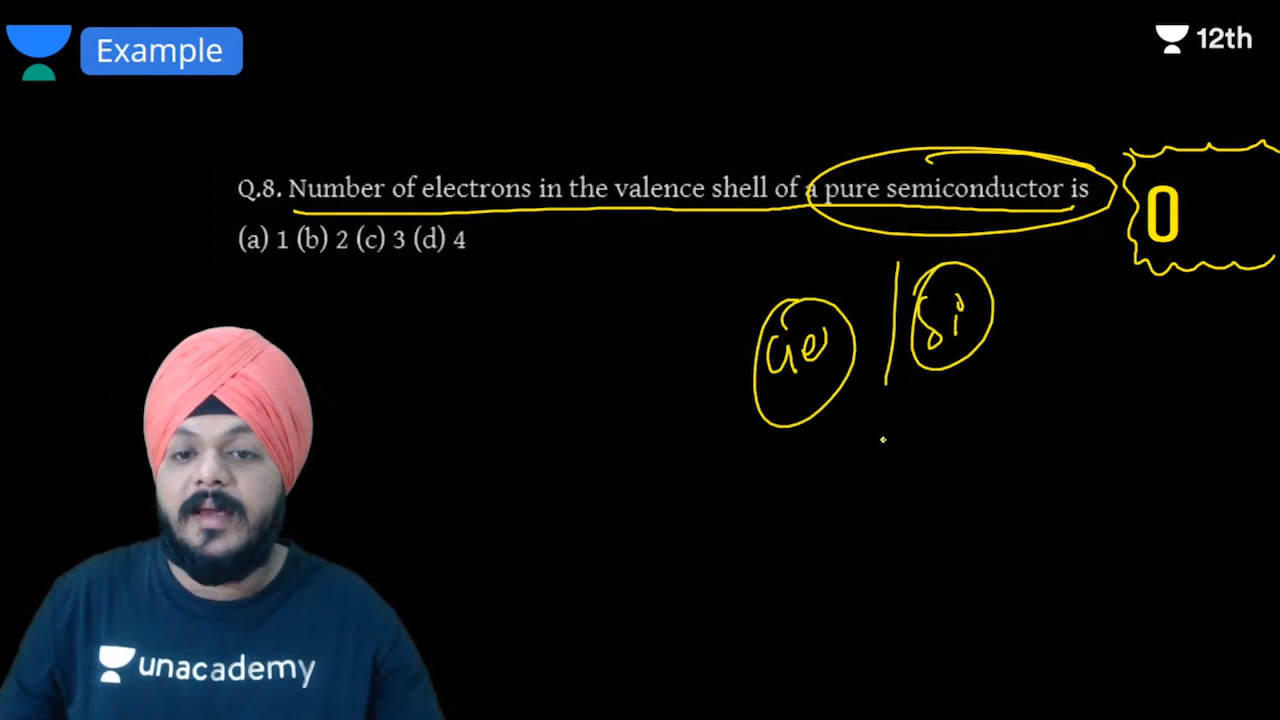 Example
12th
Q.8. Number of electrons in the valence shell of a pure semiconductor is
0
(a) 1 (b) 2 (c) 3 (d) 4
Ge | Si
unacademy